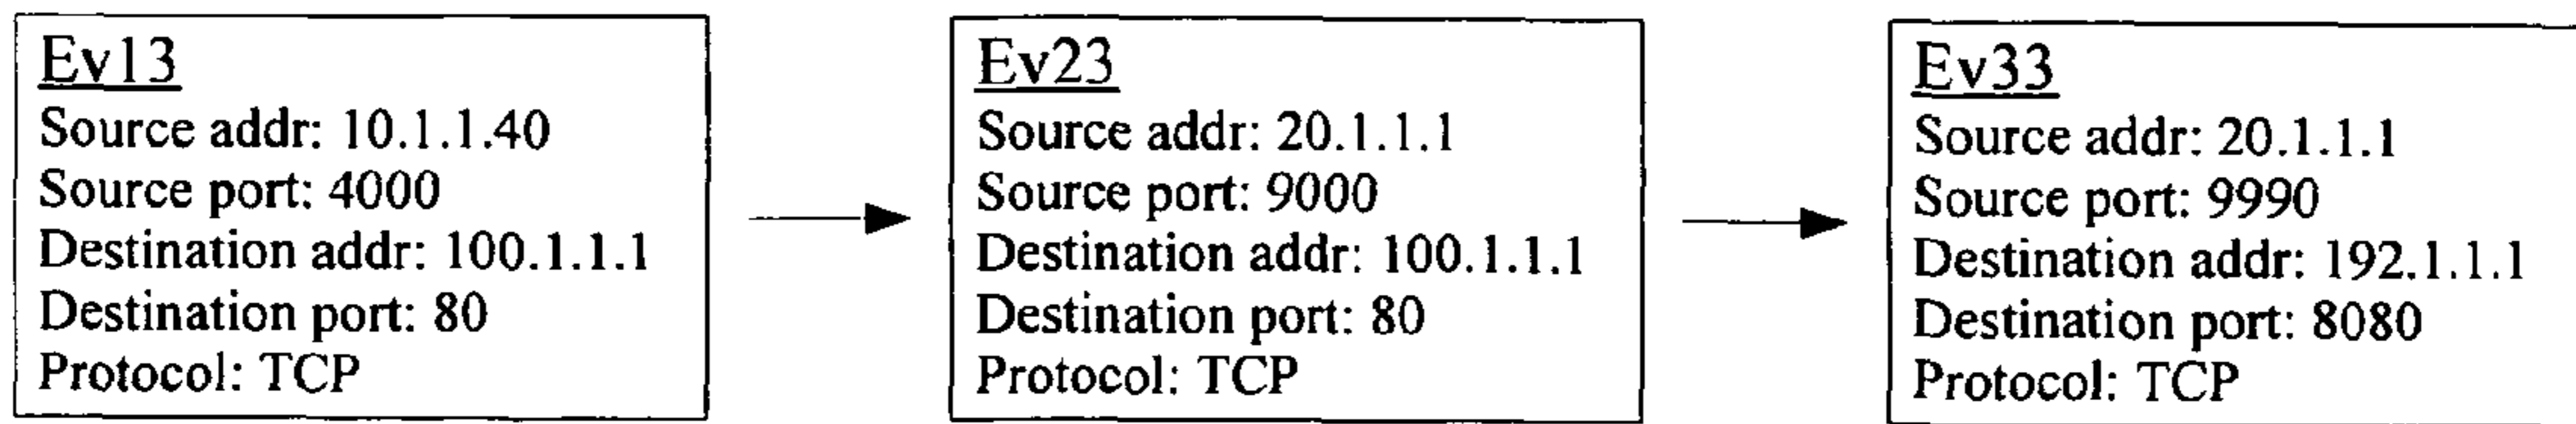 Ev13
Source addr: 10.1.1.40
Source port: 4000
Destination addr: 100.1.1.1
Destination port: 80
Protocol: TCP
Ev23
Source addr: 20.1.1.1
Source port: 9000
Destination addr: 100.1.1.1
Destination port: 80
Protocol: TCP
Ev33
Source addr: 20.1.1.1
Source port: 9990
Destination addr: 192.1.1.1
Destination port: 8080
Protocol: TCP